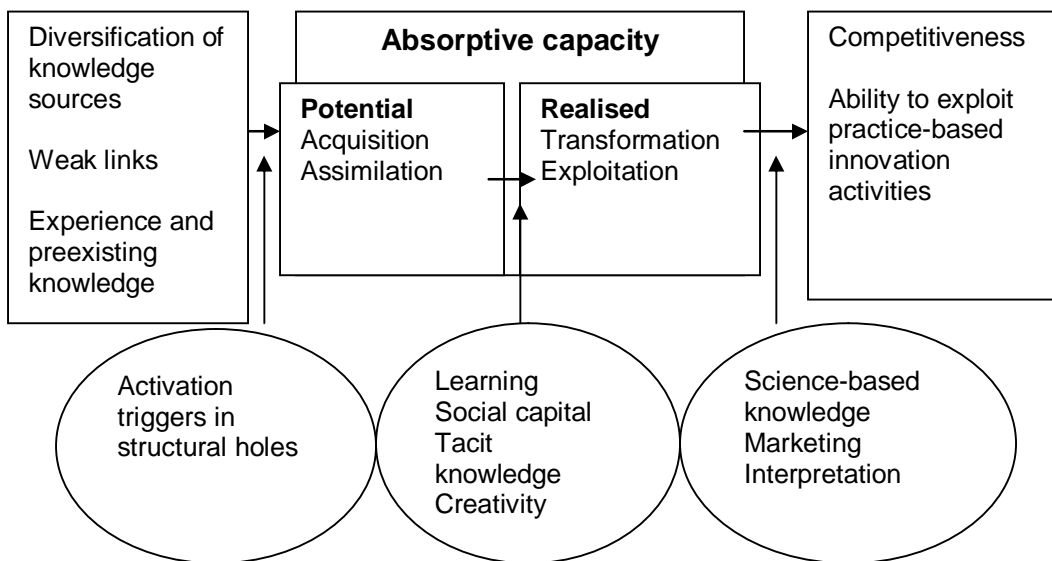 Diversification of
knowledge
sources
Weak links
Experience and
preexisting
knowledge
Absorptive capacity
Potential
Acquisition
Assimilation
Realised
Transformation
Exploitation
Competitiveness
Ability to exploit
practice-based
innovation
activities
Activation
triggers in
structural holes
Learning
Social capital
Tacit
knowledge
Creativity
Science-based
knowledge
Marketing
Interpretation